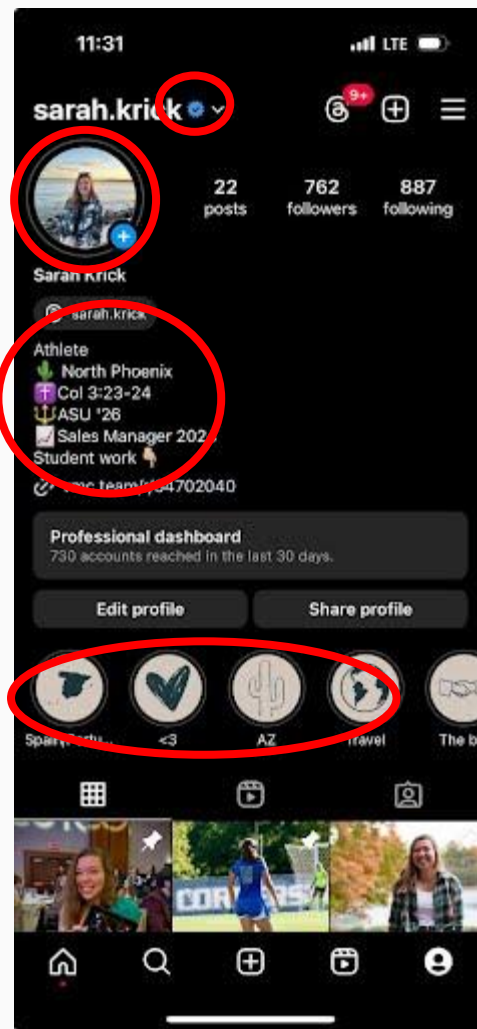 11:31 LTE
sarah.krick 9+
22 762 887
posts followers following
Sarah Krick
sarah.krick
Athlete
🌵 North Phoenix
✝️ Col 3:23-24
🔱 ASU '26
📈 Sales Manager
Student work 👇🏼
Professional dashboard
730 accounts reached in the last 30 days.
Edit profile Share profile
<3 AZ Travel The b